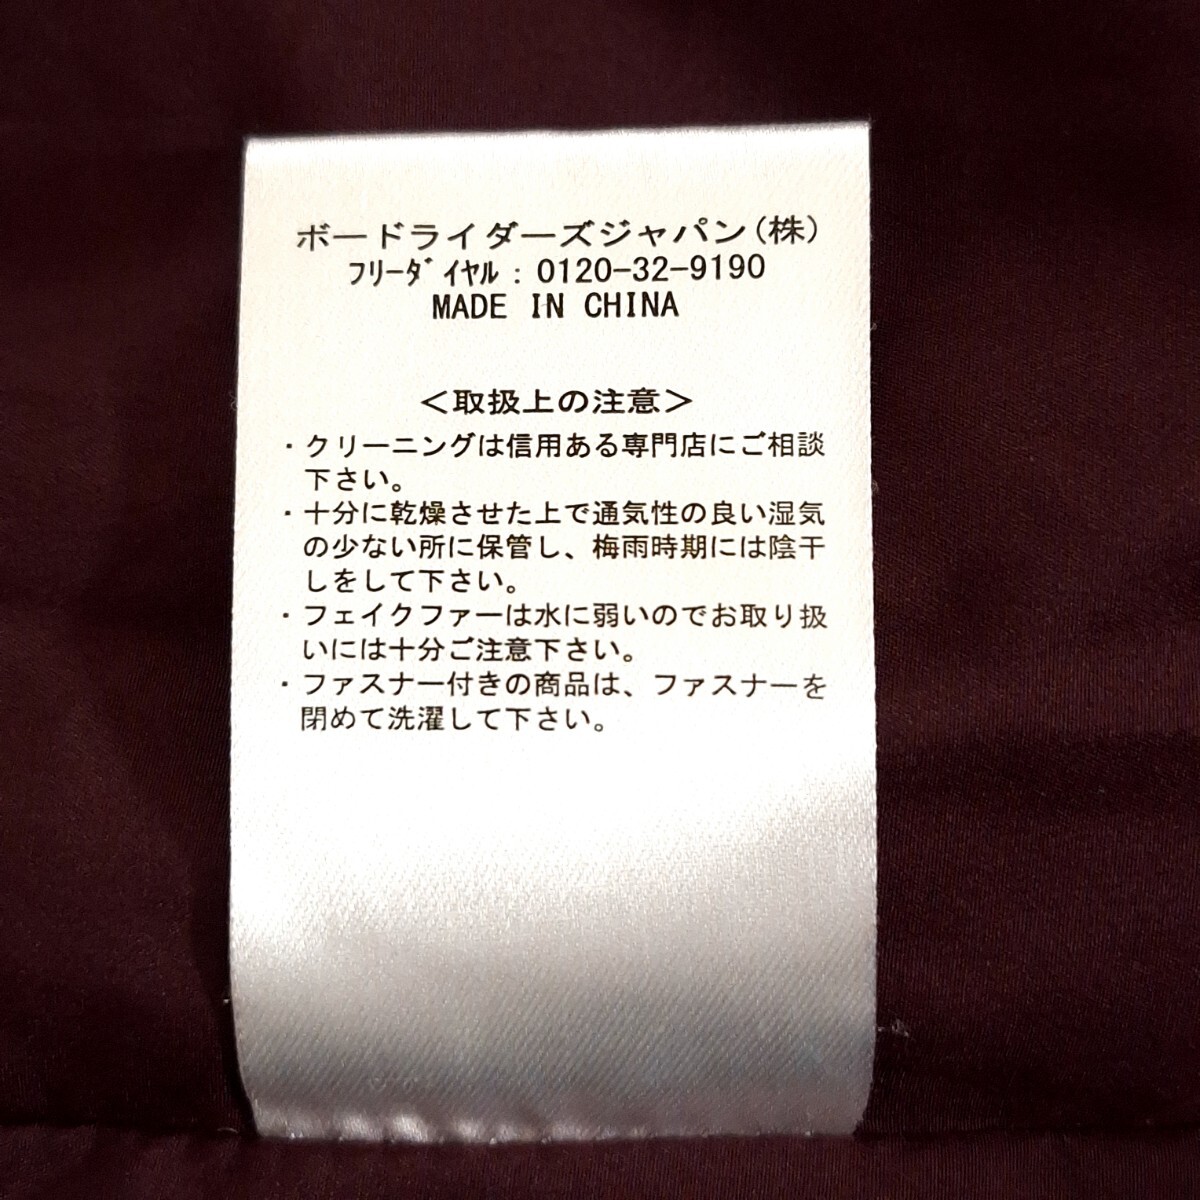 ボードライダーズジャパン(株)
ﾌﾘｰﾀﾞｲﾔﾙ : 0120-32-9190
MADE IN CHINA
＜取扱上の注意＞
・クリーニングは信用ある専門店にご相談
下さい。
・十分に乾燥させた上で通気性の良い湿気
の少ない所に保管し、梅雨時期には陰干
しをして下さい。
・フェイクファーは水に弱いのでお取り扱
いには十分ご注意下さい。
・ファスナー付きの商品は、ファスナーを
閉めて洗濯して下さい。